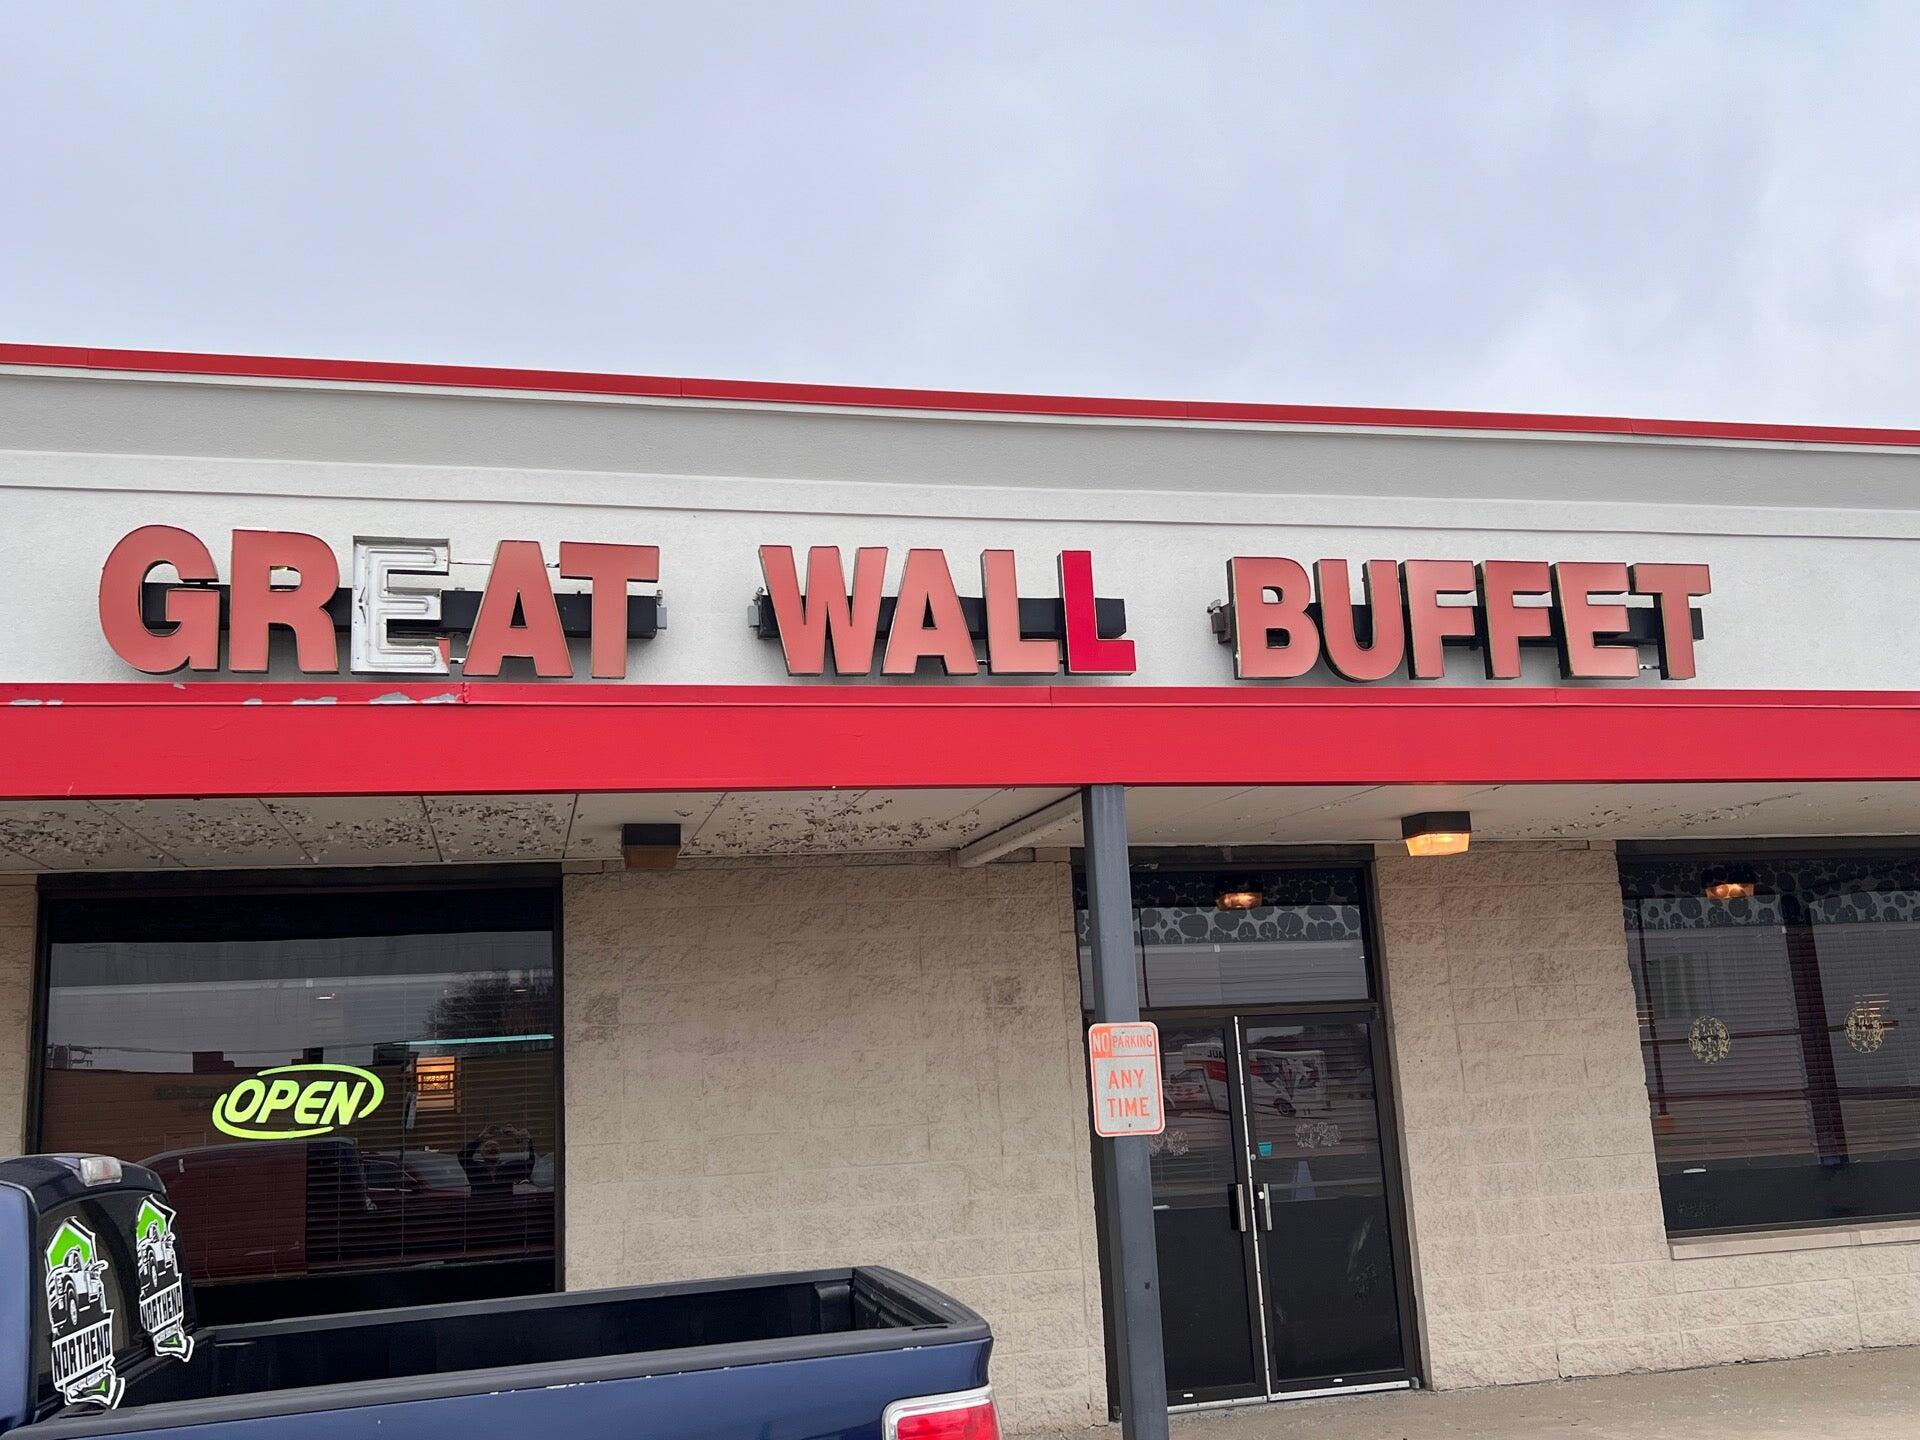 GREAT WALL BUFFET
OPEN
NO PARKING
ANY
TIME
NORTHEND
NORTHEND